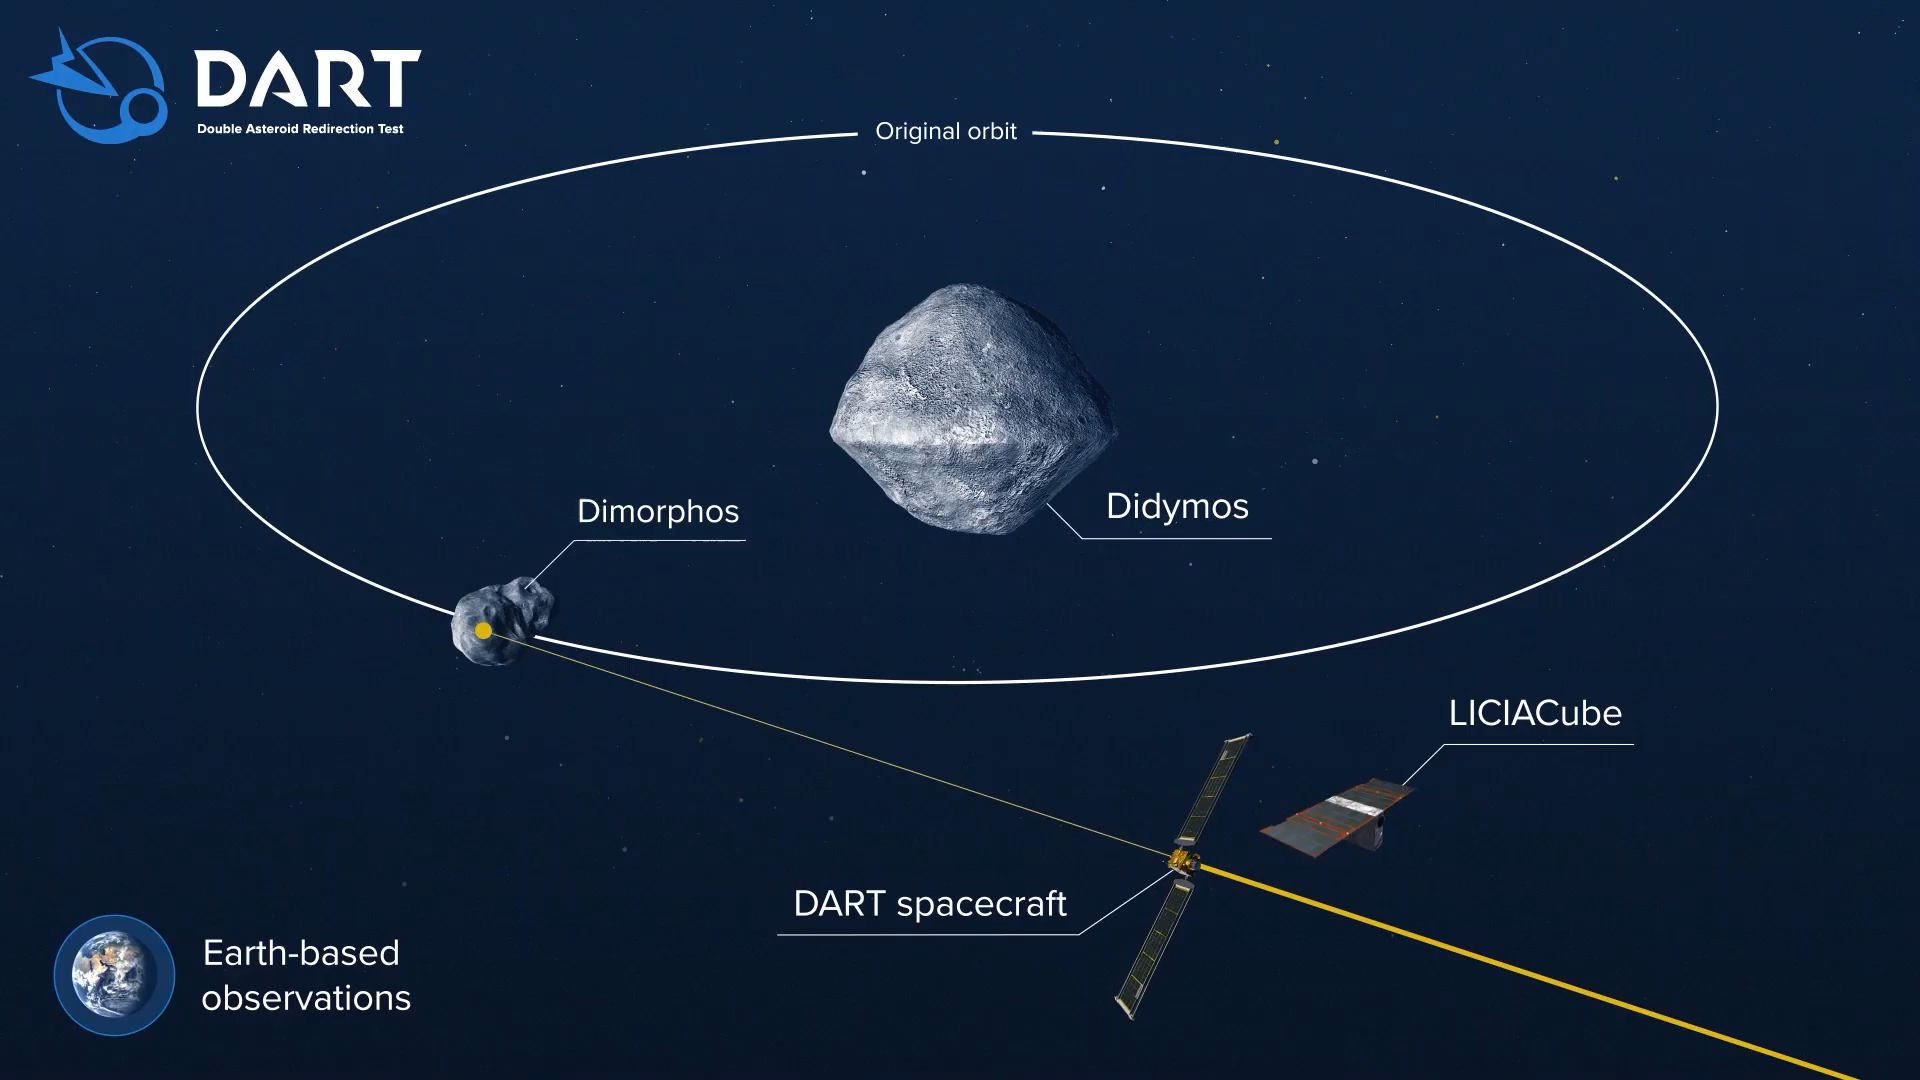 DART
Double Asteroid Redirection Test
Original orbit
Dimorphos
Didymos
LICIACube
DART spacecraft
Earth-based
observations